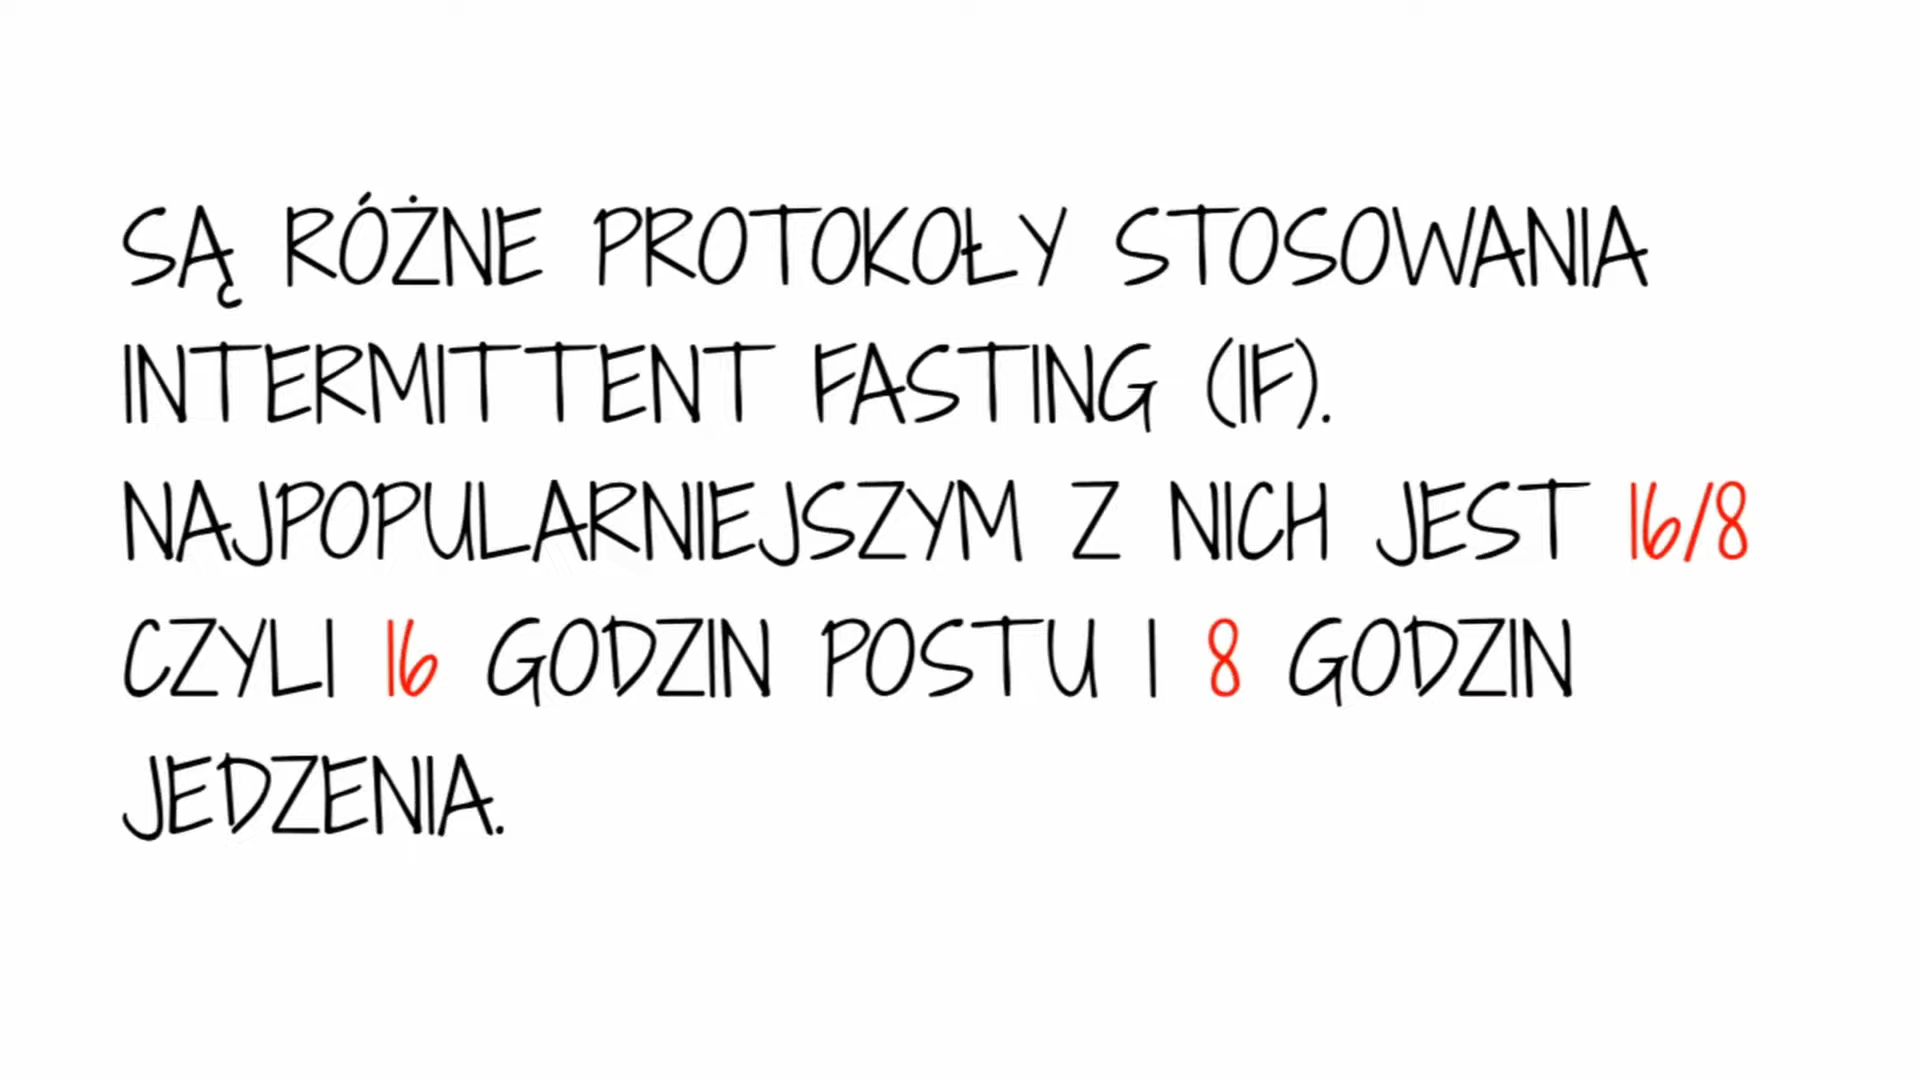 SĄ RÓŻNE PROTOKOŁY STOSOWANIA
INTERMITTENT FASTING (IF).
NAJPOPULARNIEJSZYM Z NICH JEST 16/8
CZYLI 16 GODZIN POSTU I 8 GODZIN
JEDZENIA.